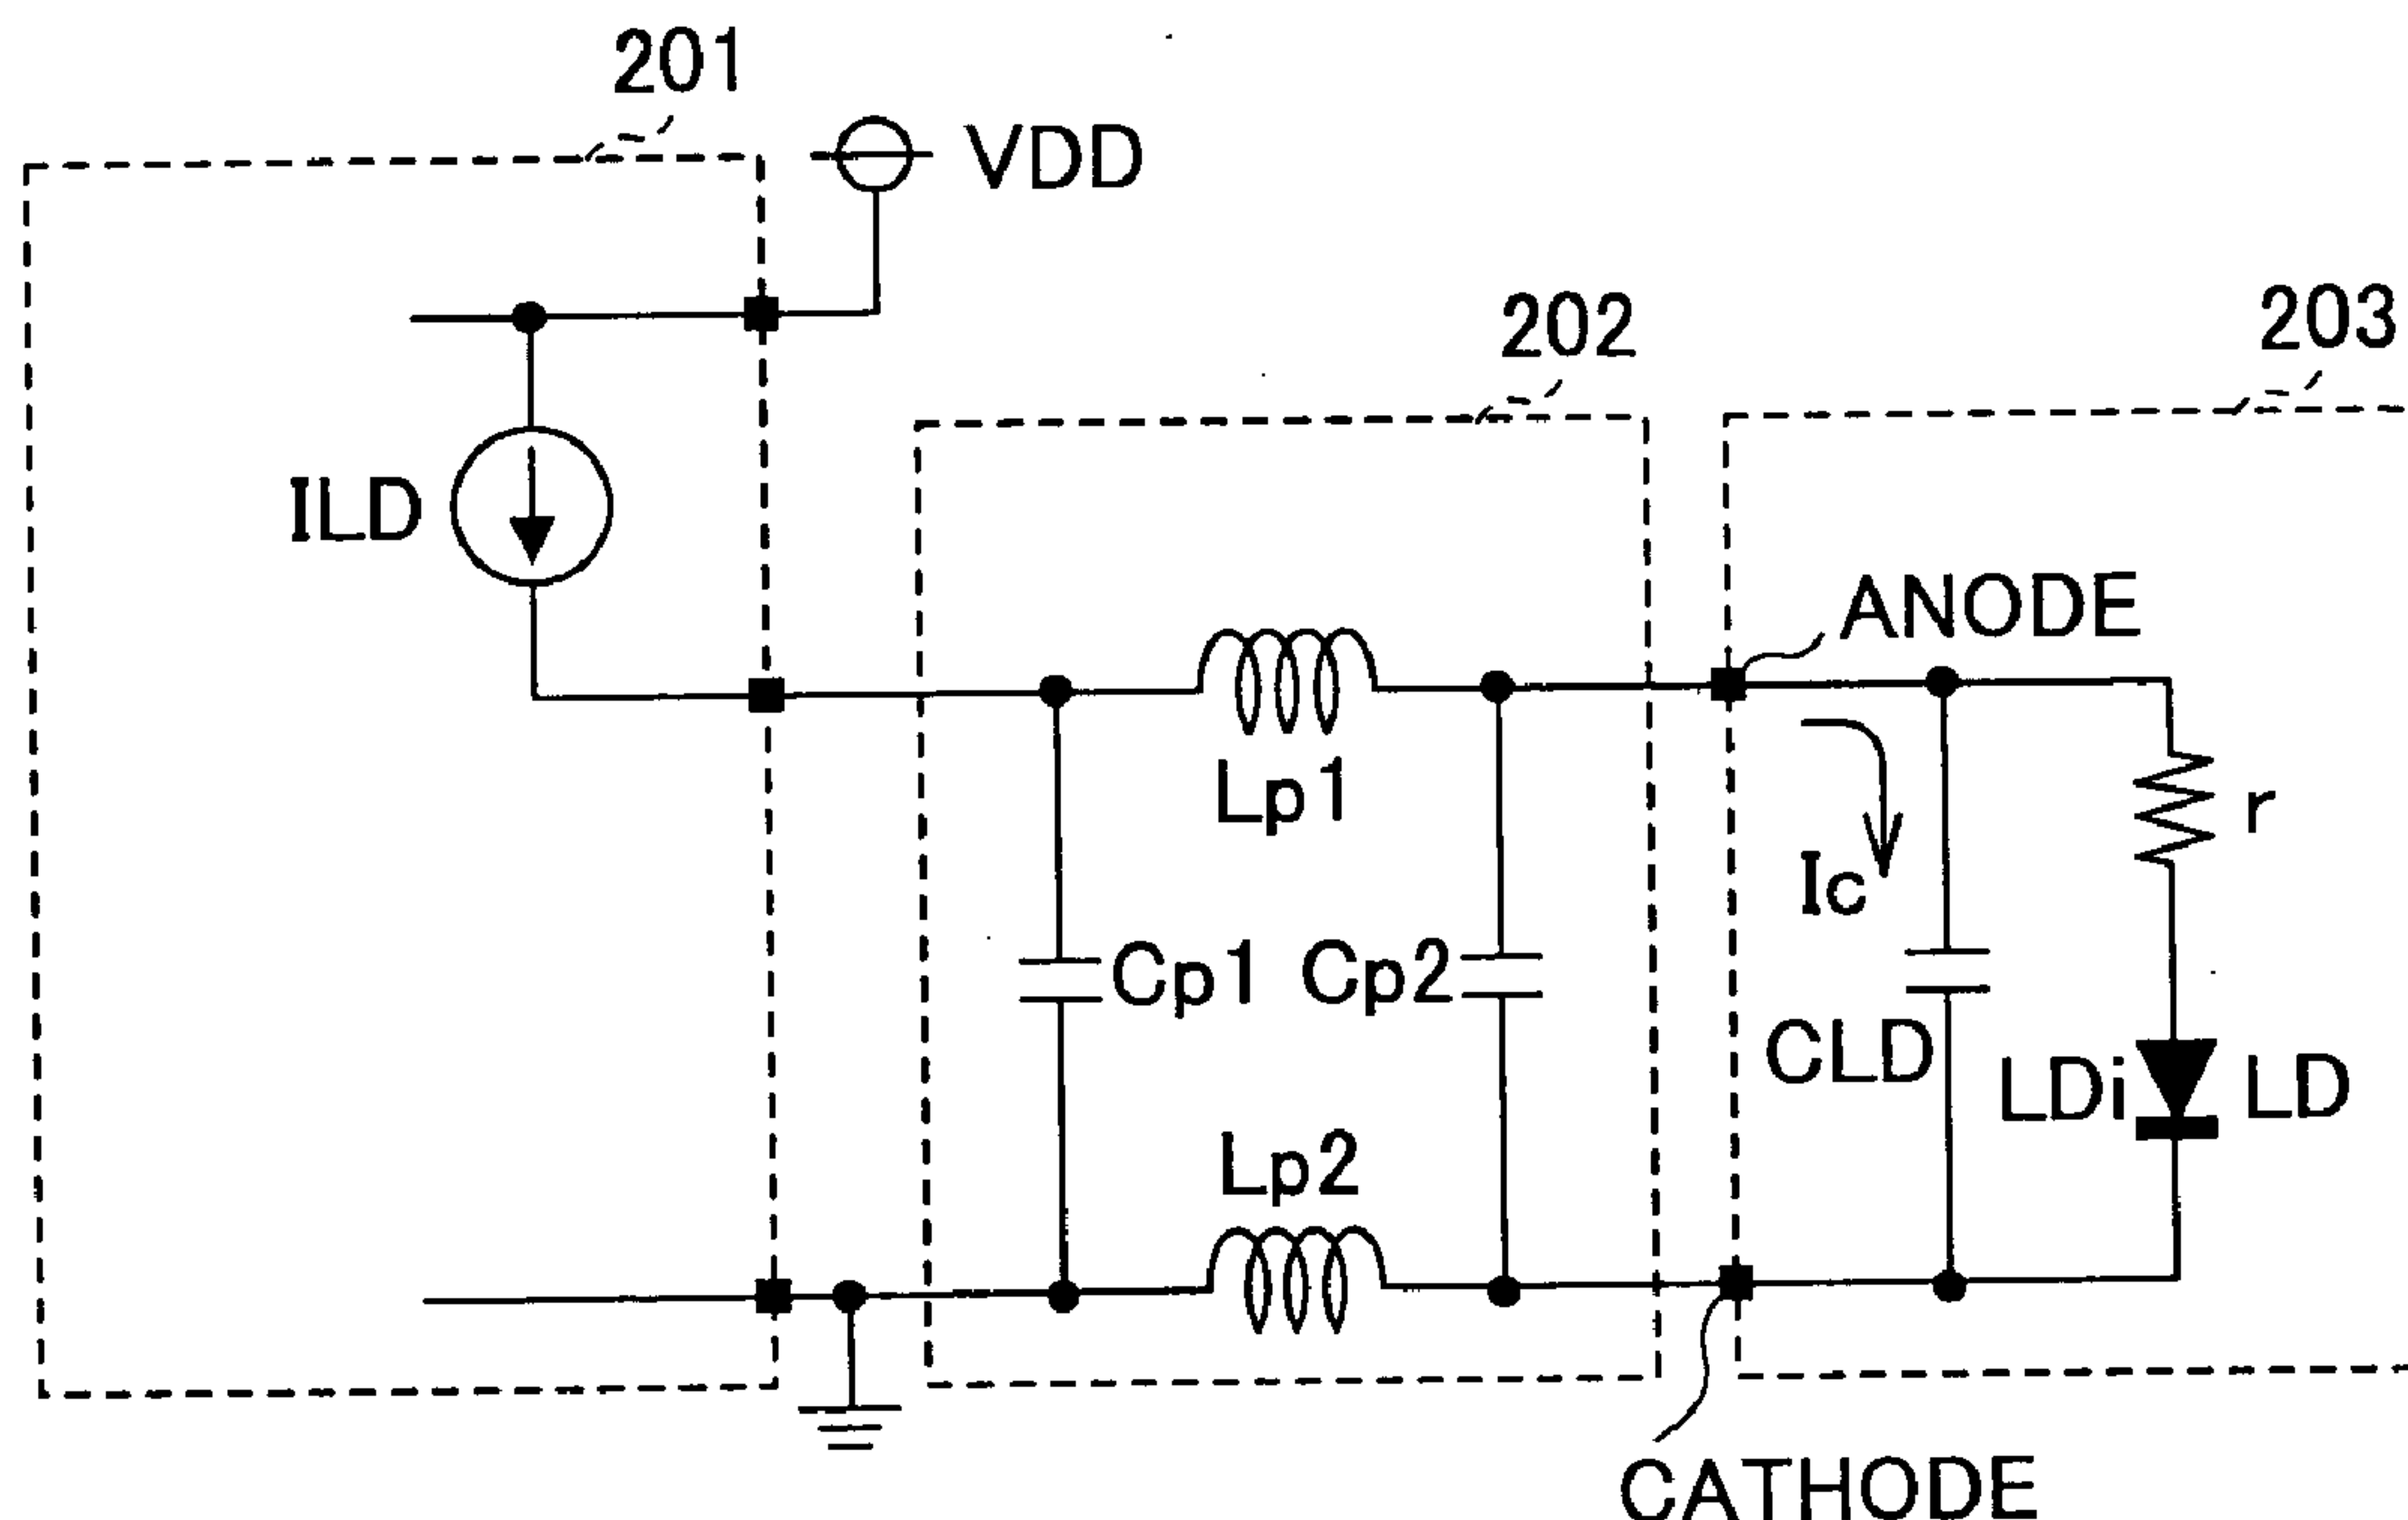 201
VDD
202
203
ILD
ANODE
Lp1
r
Ic
Cp1
Cp2
CLD
LDi
LD
Lp2
CATHODE